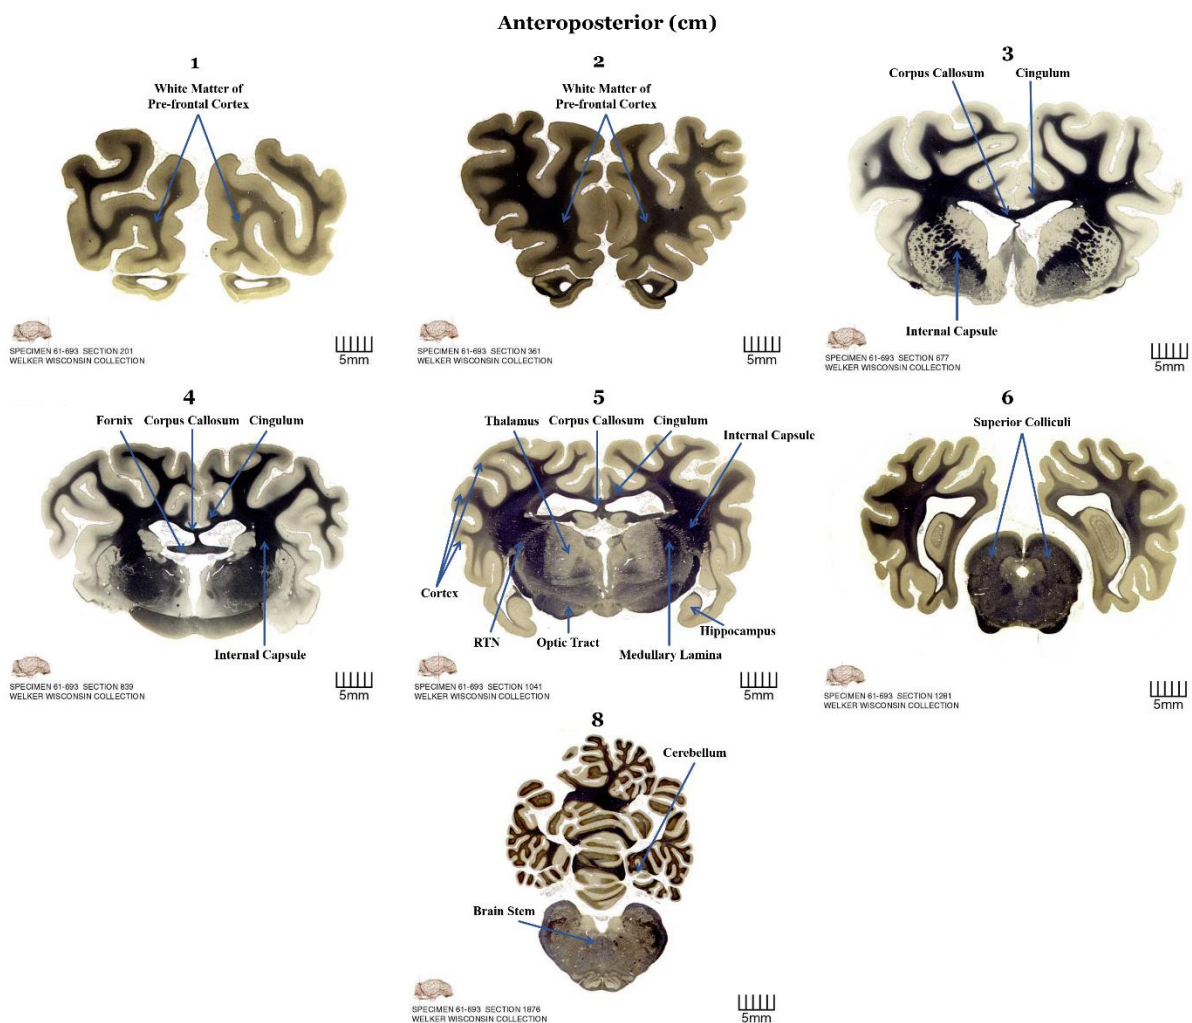 Anteroposterior (cm)
1
White Matter of
Pre-frontal Cortex
SPECIMEN 61-693 SECTION 201
WELKER WISCONSIN COLLECTION
5mm
2
White Matter of
Pre-frontal Cortex
SPECIMEN 61-693 SECTION 361
WELKER WISCONSIN COLLECTION
5mm
3
Corpus Callosum
Cingulum
Internal Capsule
SPECIMEN 61-693 SECTION 677
WELKER WISCONSIN COLLECTION
5mm
4
Fornix
Corpus Callosum
Cingulum
Internal Capsule
SPECIMEN 61-693 SECTION 839
WELKER WISCONSIN COLLECTION
5mm
5
Thalamus
Corpus Callosum
Cingulum
Internal Capsule
Cortex
RTN
Optic Tract
Medullary Lamina
Hippocampus
SPECIMEN 61-693 SECTION 1041
WELKER WISCONSIN COLLECTION
5mm
6
Superior Colliculi
SPECIMEN 61-693 SECTION 1281
WELKER WISCONSIN COLLECTION
5mm
8
Cerebellum
Brain Stem
SPECIMEN 61-693 SECTION 1876
WELKER WISCONSIN COLLECTION
5mm